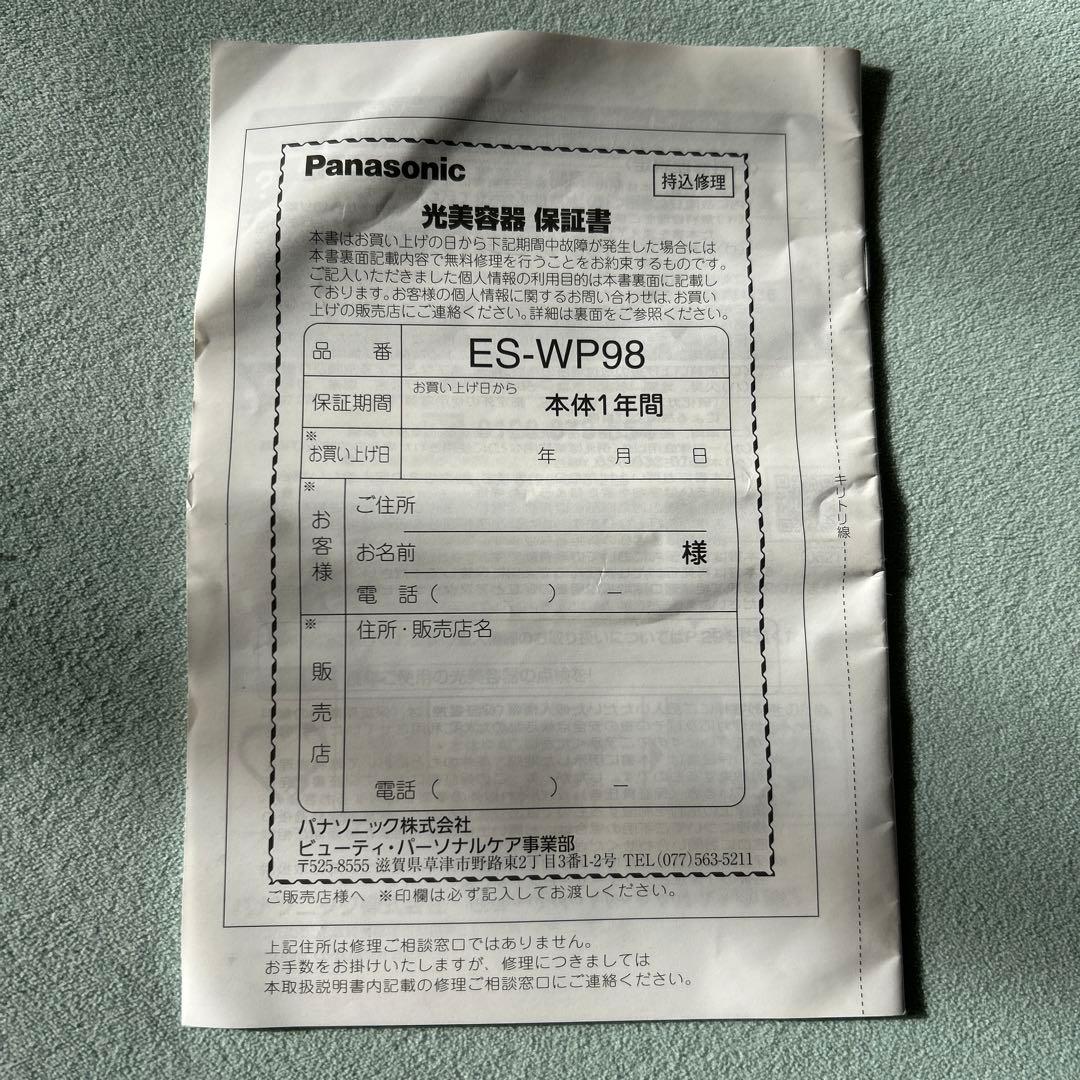 Panasonic
持込修理
光美容器 保証書
本書はお買い上げの日から下記期間中故障が発生した場合には
本書裏面記載内容で無料修理を行うことをお約束するものです。
ご記入いただきました個人情報の利用目的は本書裏面に記載し
ております。お客様の個人情報に関するお問い合わせは、お買い
上げの販売店にご連絡ください。詳細は裏面をご参照ください。
品 番 ES-WP98
保証期間 お買い上げ日から 本体1年間
※お買い上げ日 年 月 日
※お客様
ご住所
お名前 様
電 話( ) ー
※販売店
住所・販売店名
電話( ) ー
パナソニック株式会社
ビューティ・パーソナルケア事業部
〒525-8555 滋賀県草津市野路東2丁目3番1-2号 TEL(077)563-5211
ご販売店様へ ※印欄は必ず記入してお渡しください。
上記住所は修理ご相談窓口ではありません。
お手数をお掛けいたしますが、修理につきましては
本取扱説明書内記載の修理ご相談窓口にご連絡ください。
キリトリ線